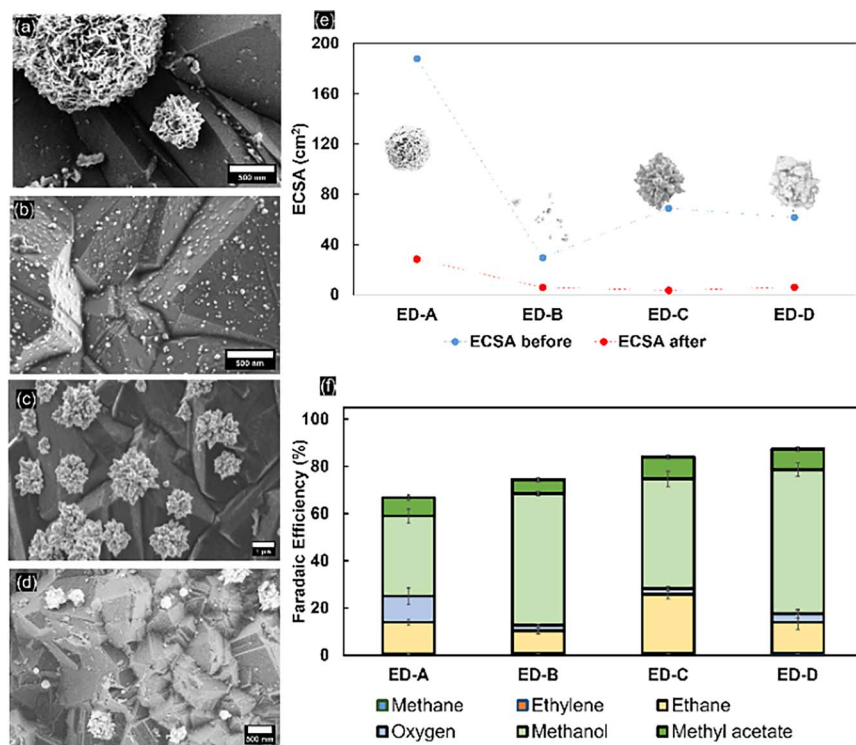 (a)
500 nm
(b)
500 nm
(c)
1 µm
(d)
500 nm
(e)
ECSA (cm²)
200
160
120
80
40
0
ED-A ED-B ED-C ED-D
ECSA before ECSA after
(f)
Faradaic Efficiency (%)
100
80
60
40
20
0
ED-A ED-B ED-C ED-D
Methane Ethylene Ethane
Oxygen Methanol Methyl acetate